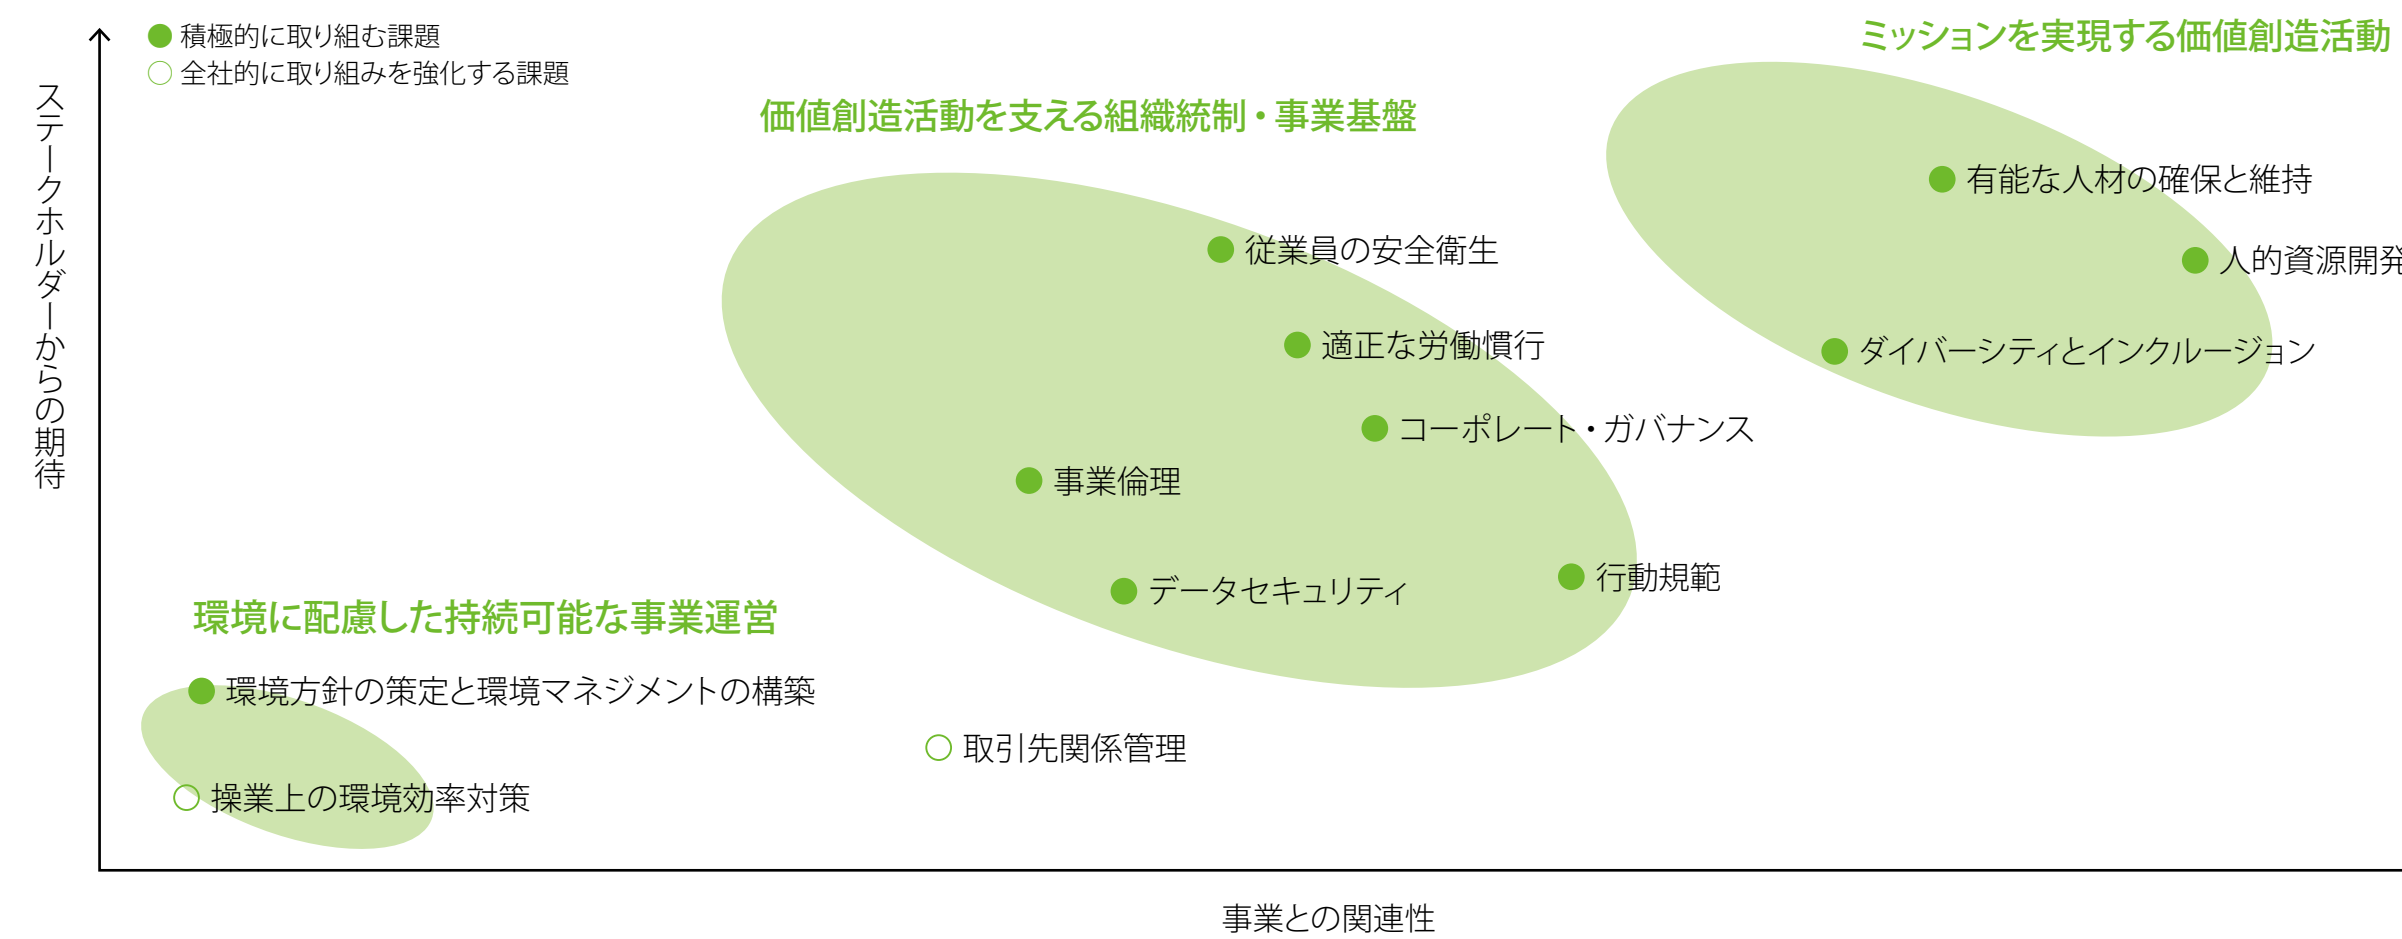 積極的に取り組む課題
全社的に取り組みを強化する課題
ステークホルダーからの期待
ミッションを実現する価値創造活動
価値創造活動を支える組織統制・事業基盤
有能な人材の確保と維持
従業員の安全衛生
人的資源開発
適正な労働慣行
ダイバーシティとインクルージョン
コーポレート・ガバナンス
事業倫理
データセキュリティ
行動規範
環境に配慮した持続可能な事業運営
環境方針の策定と環境マネジメントの構築
取引先関係管理
操業上の環境効率対策
事業との関連性